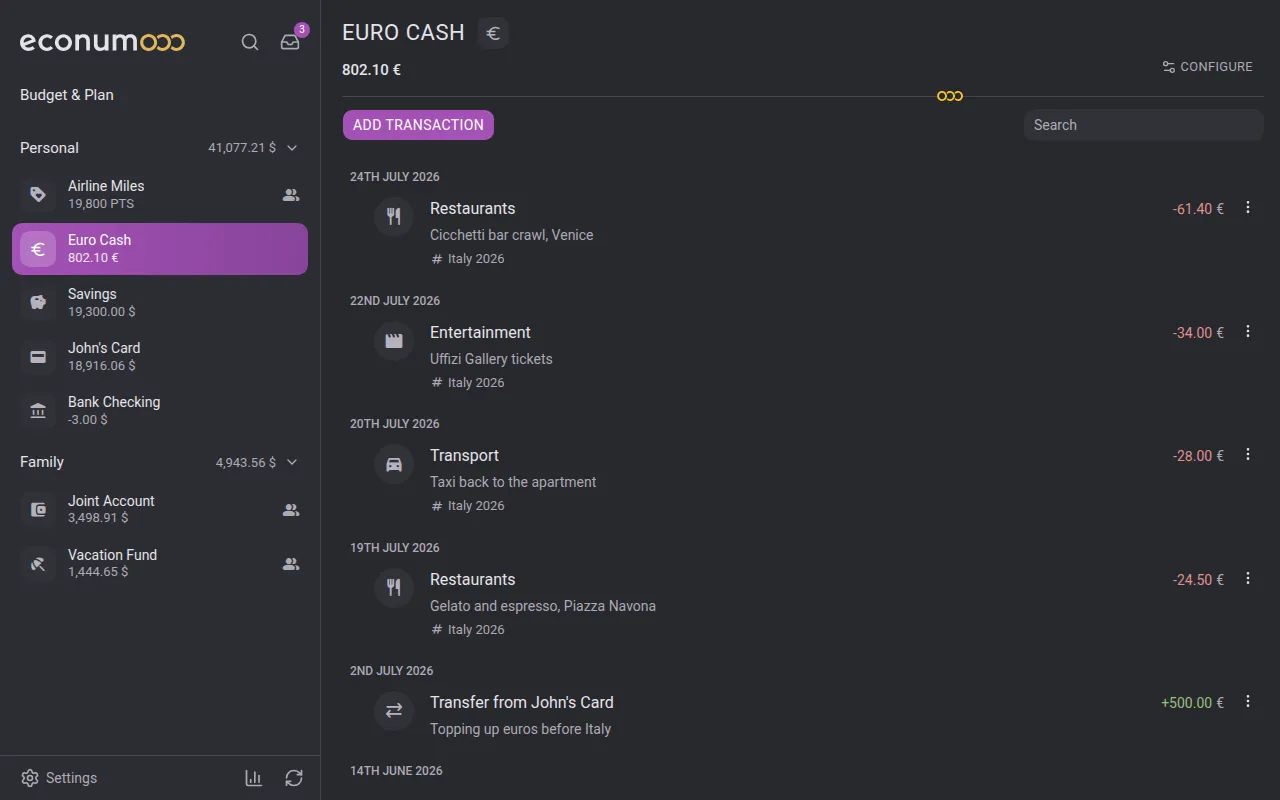 econumo
3
Budget & Plan
Personal
41,077.21 $
Airline Miles
19,800 PTS
Euro Cash
802.10 €
Savings
19,300.00 $
John's Card
18,916.06 $
Bank Checking
-3.00 $
Family
4,943.56 $
Joint Account
3,498.91 $
Vacation Fund
1,444.65 $
Settings
EURO CASH
€
802.10 €
CONFIGURE
ADD TRANSACTION
Search
24TH JULY 2026
Restaurants
-61.40 €
Cicchetti bar crawl, Venice
# Italy 2026
22ND JULY 2026
Entertainment
-34.00 €
Uffizi Gallery tickets
# Italy 2026
20TH JULY 2026
Transport
-28.00 €
Taxi back to the apartment
# Italy 2026
19TH JULY 2026
Restaurants
-24.50 €
Gelato and espresso, Piazza Navona
# Italy 2026
2ND JULY 2026
Transfer from John's Card
+500.00 €
Topping up euros before Italy
14TH JUNE 2026